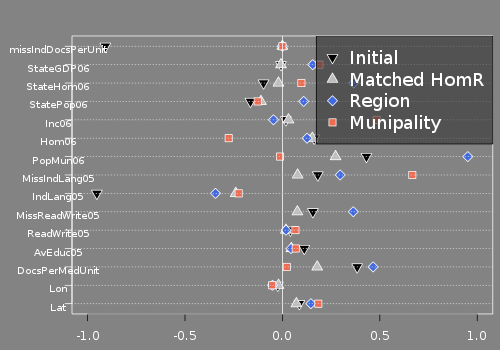 missIndDocsPerUnit
StateGDP06
StateHom06
StatePop06
Inc06
Hom06
PopMun06
MissIndLang05
IndLang05
MissReadWrite05
ReadWrite05
AvEduc05
DocsPerMedUnit
Lon
Lat
Initial
Matched HomR
Region
Munipality
-1.0 -0.5 0.0 0.5 1.0